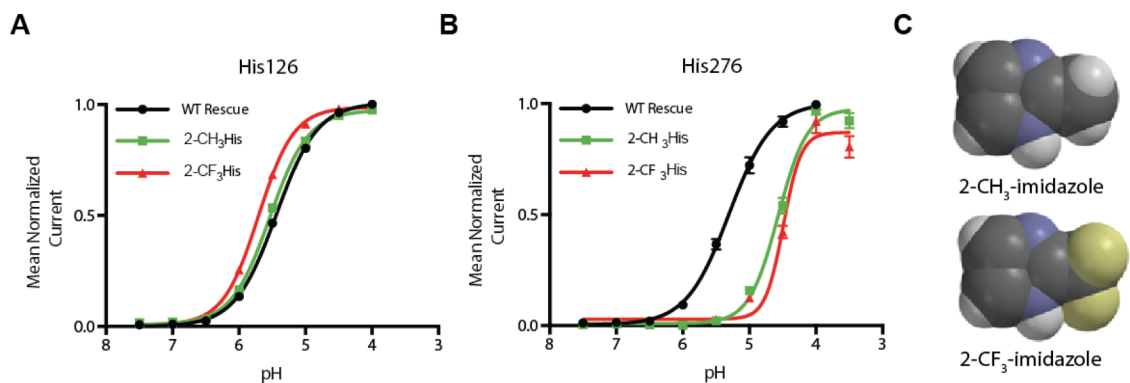 A
His126
WT Rescue
2-CH₃His
2-CF₃His
Mean Normalized
Current
1.0
0.5
0.0
8 7 6 5 4 3
pH
B
His276
WT Rescue
2-CH ₃His
2-CF ₃His
Mean Normalized
Current
1.0
0.5
0.0
8 7 6 5 4 3
pH
C
2-CH₃-imidazole
2-CF₃-imidazole